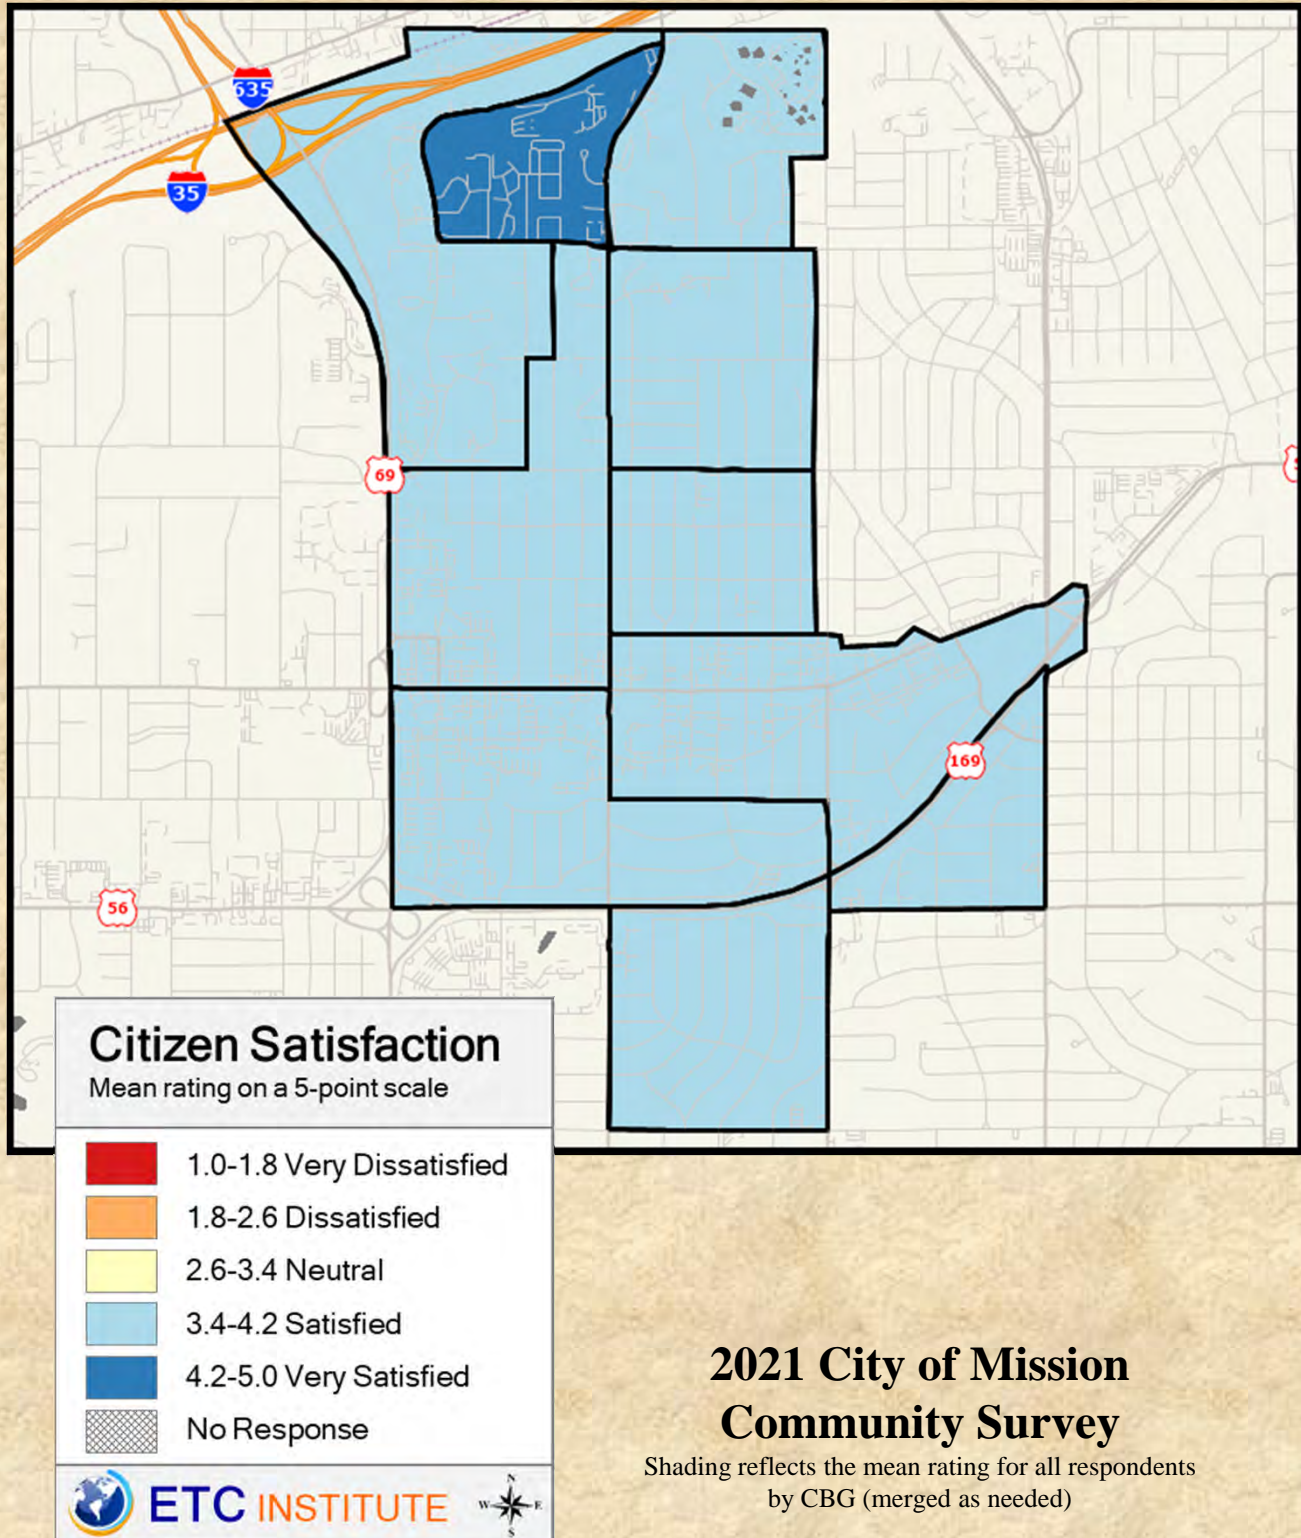 635
35
69
169
56
Citizen Satisfaction
Mean rating on a 5-point scale
1.0-1.8 Very Dissatisfied
1.8-2.6 Dissatisfied
2.6-3.4 Neutral
3.4-4.2 Satisfied
4.2-5.0 Very Satisfied
No Response
ETC INSTITUTE
N
W E
S
2021 City of Mission
Community Survey
Shading reflects the mean rating for all respondents
by CBG (merged as needed)